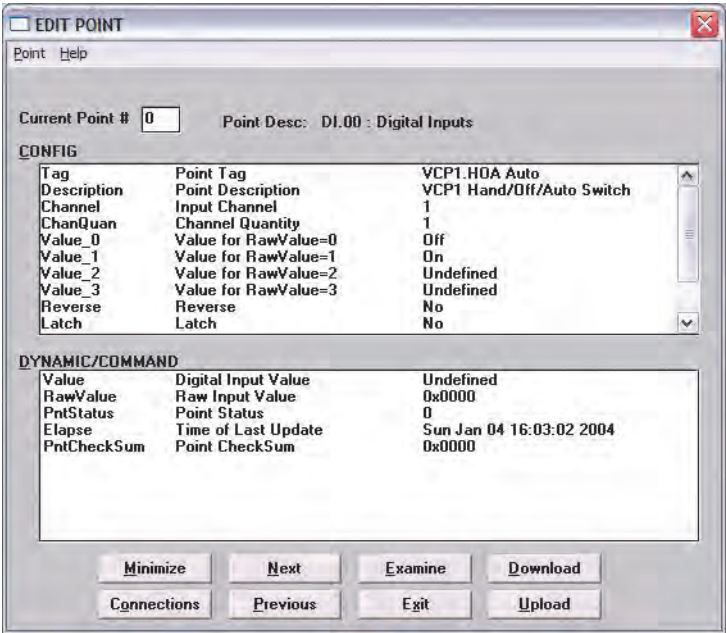 EDIT POINT
Point Help
Current Point # 0 Point Desc: DI.00 : Digital Inputs
CONFIG
Tag Point Tag VCP1.HOA Auto
Description Point Description VCP1 Hand/Off/Auto Switch
Channel Input Channel 1
ChanQuan Channel Quantity 1
Value_0 Value for RawValue=0 Off
Value_1 Value for RawValue=1 On
Value_2 Value for RawValue=2 Undefined
Value_3 Value for RawValue=3 Undefined
Reverse Reverse No
Latch Latch No
DYNAMIC/COMMAND
Value Digital Input Value Undefined
RawValue Raw Input Value 0x0000
PntStatus Point Status 0
Elapse Time of Last Update Sun Jan 04 16:03:02 2004
PntCheckSum Point CheckSum 0x0000
Minimize Next Examine Download
Connections Previous Exit Upload